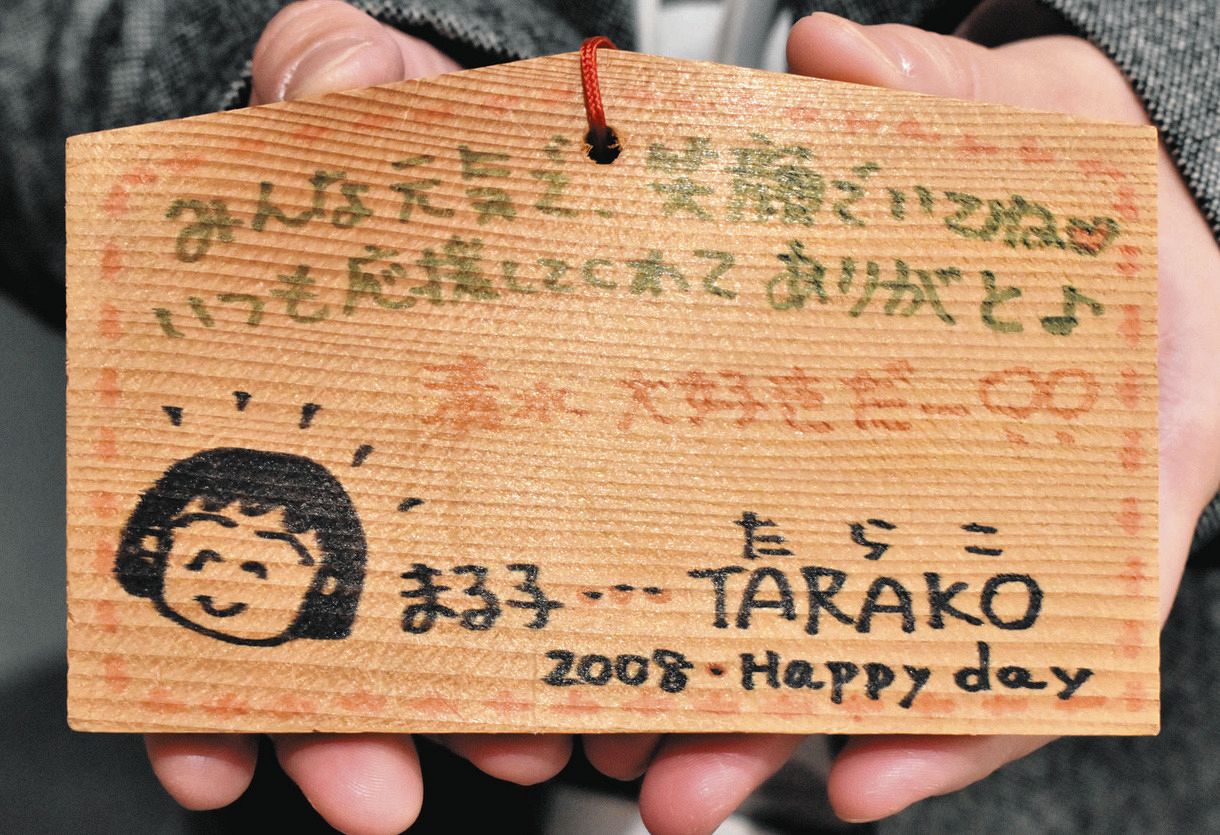 みんな元気で、笑顔でいてね♡
いつも応援してくれて ありがと♪
大好きだー
たらこ
まる子…TARAKO
2008・Happy day